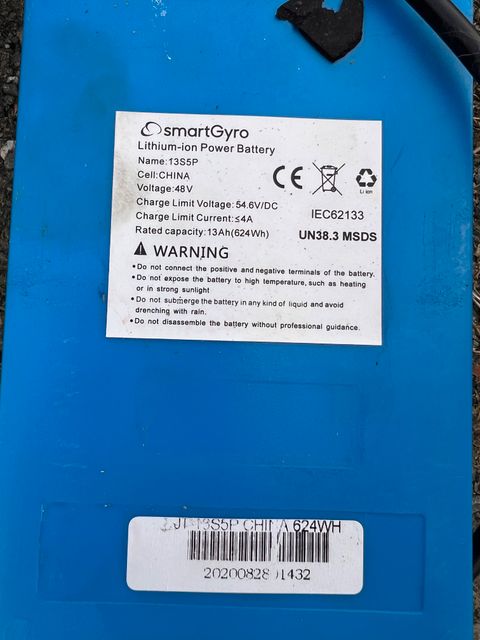 smartGyro
Lithium-ion Power Battery
Name:13S5P
Cell:CHINA
Voltage:48V
Charge Limit Voltage:54.6V/DC
Charge Limit Current:≤4A
Rated capacity:13Ah(624Wh)
CE
Li ion
IEC62133
UN38.3 MSDS
WARNING
•Do not connect the positive and negative terminals of the battery.
•Do not expose the battery to high temperature, such as heating
or in strong sunlight
•Do not submerge the battery in any kind of liquid and avoid
drenching with rain.
•Do not disassemble the battery without professional guidance.
13S5P CHINA 624WH
20200828 1432